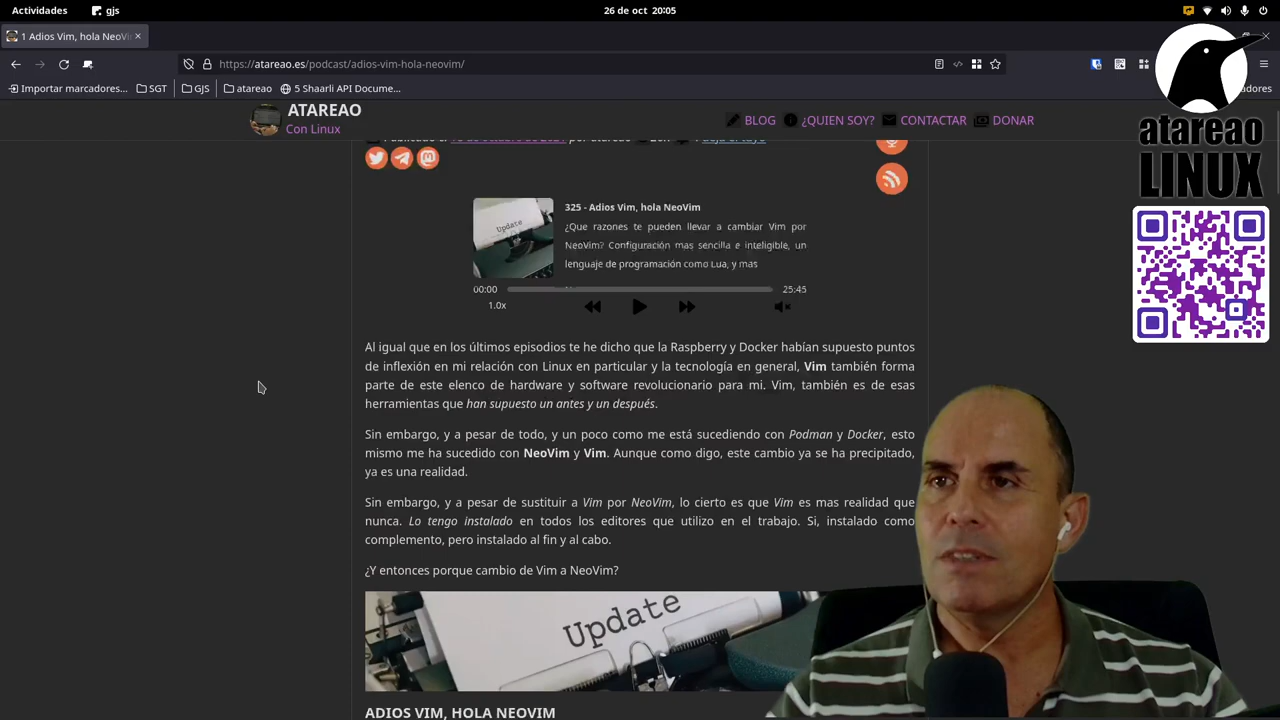 Actividades
gjs
26 de oct 20:05
1 Adios Vim, hola NeoVi
https://atareao.es/podcast/adios-vim-hola-neovim/
Importar marcadores...
SGT
GJS
atareao
5 Shaarli API Docume...
adores
ATAREAO
Con Linux
BLOG
¿QUIEN SOY?
CONTACTAR
DONAR
atareao
LINUX
por atareao
325 - Adios Vim, hola NeoVim
¿Que razones te pueden llevar a cambiar Vim por
NeoVim? Configuración mas sencilla e inteligible, un
lenguaje de programación como Lua, y mas
00:00
25:45
1.0x
Al igual que en los últimos episodios te he dicho que la Raspberry y Docker habían supuesto puntos
de inflexión en mi relación con Linux en particular y la tecnología en general, Vim también forma
parte de este elenco de hardware y software revolucionario para mi. Vim, también es de esas
herramientas que han supuesto un antes y un después.
Sin embargo, y a pesar de todo, y un poco como me está sucediendo con Podman y Docker, esto
mismo me ha sucedido con NeoVim y Vim. Aunque como digo, este cambio ya se ha precipitado,
ya es una realidad.
Sin embargo, y a pesar de sustituir a Vim por NeoVim, lo cierto es que Vim es mas realidad que
nunca. Lo tengo instalado en todos los editores que utilizo en el trabajo. Si, instalado como
complemento, pero instalado al fin y al cabo.
¿Y entonces porque cambio de Vim a NeoVim?
Update
ADIOS VIM, HOLA NEOVIM